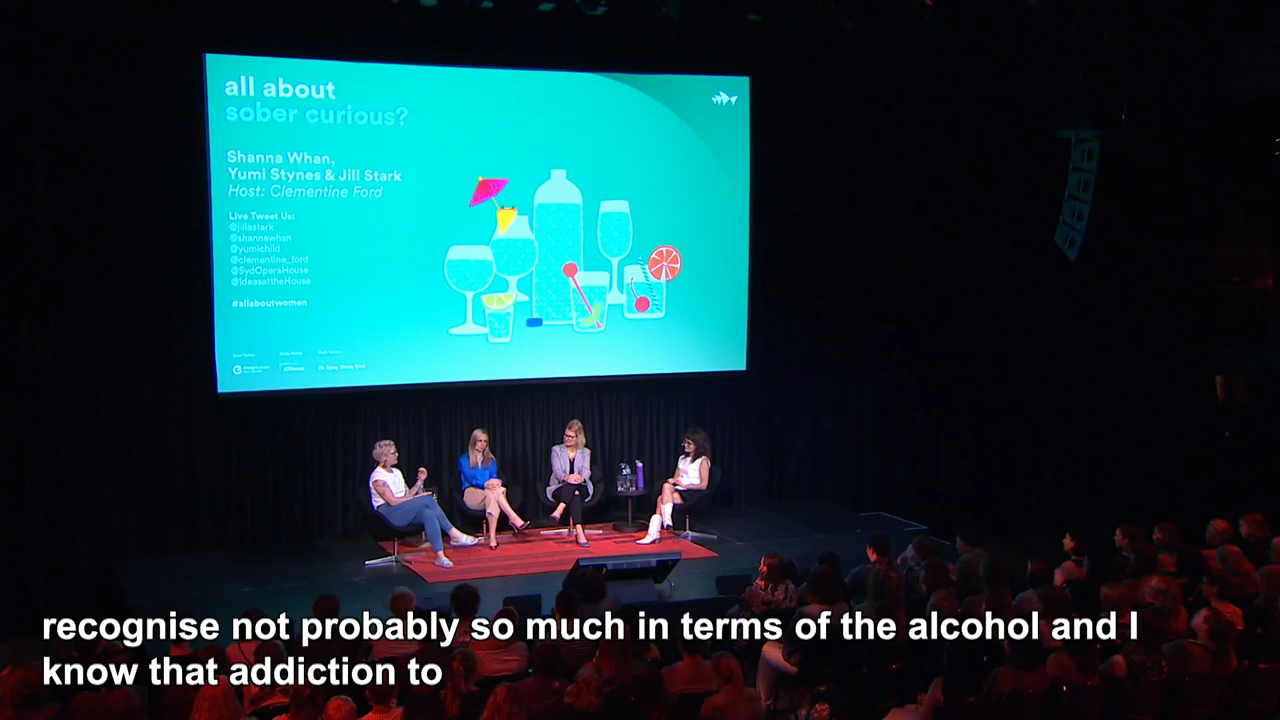 all about
sober curious?
Shanna Whan,
Yumi Stynes & Jill Stark
Host: Clementine Ford
Live Tweet Us:
@jillastark
@shannawhan
@yumichild
@clementine_ford
@SydOperaHouse
@IdeasattheHouse
#allaboutwomen
recognise not probably so much in terms of the alcohol and I
know that addiction to